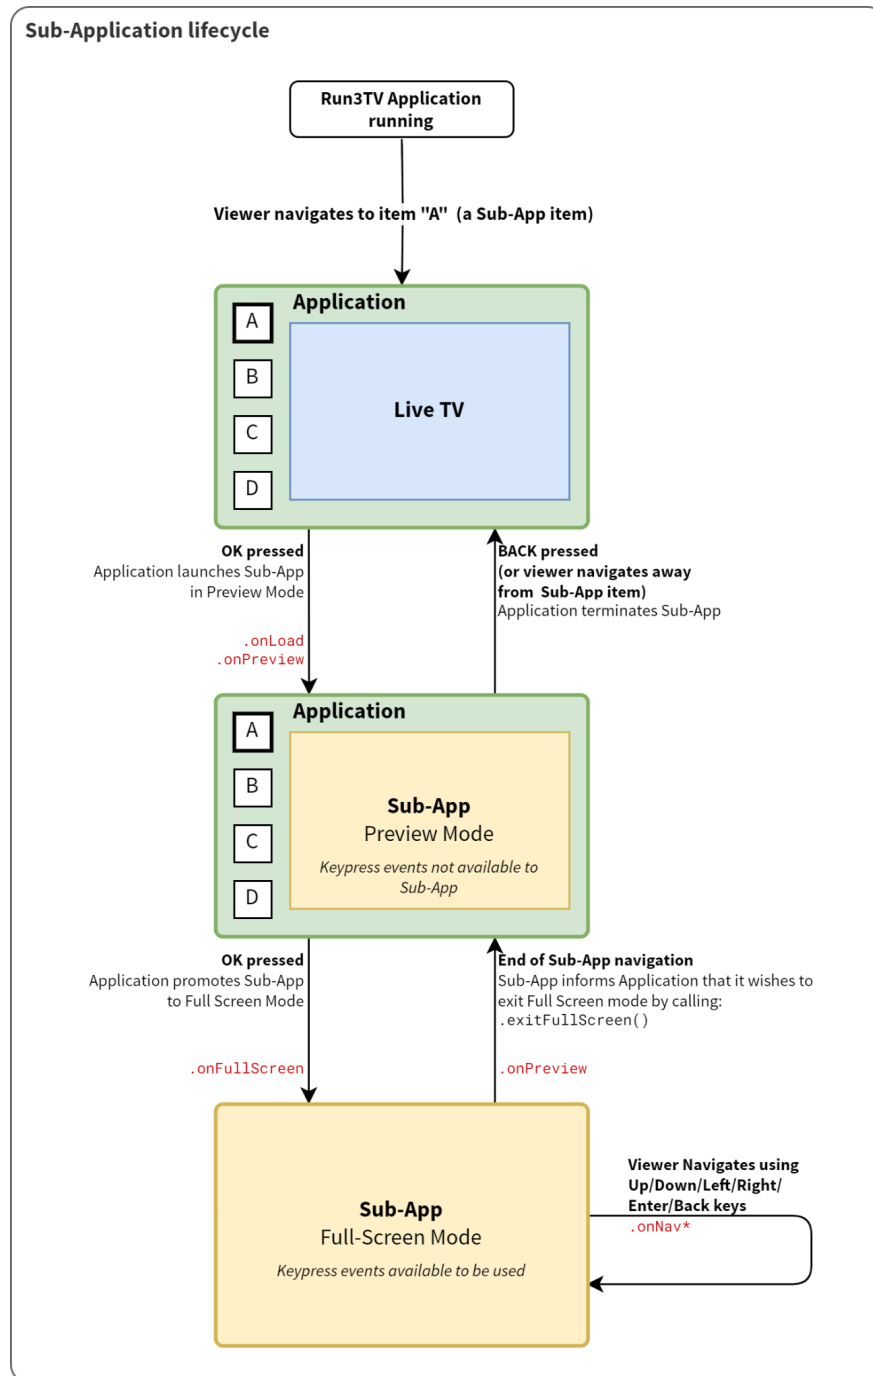 Sub-Application lifecycle
Run3TV Application
running
Viewer navigates to item "A" (a Sub-App item)
Application
A
B
C
D
Live TV
OK pressed
Application launches Sub-App
in Preview Mode
.onLoad
.onPreview
BACK pressed
(or viewer navigates away
from Sub-App item)
Application terminates Sub-App
Application
A
B
C
D
Sub-App
Preview Mode
Keypress events not available to
Sub-App
OK pressed
Application promotes Sub-App
to Full Screen Mode
.onFullScreen
End of Sub-App navigation
Sub-App informs Application that it wishes to
exit Full Screen mode by calling:
.exitFullScreen()
.onPreview
Sub-App
Full-Screen Mode
Keypress events available to be used
Viewer Navigates using
Up/Down/Left/Right/
Enter/Back keys
.onNav*